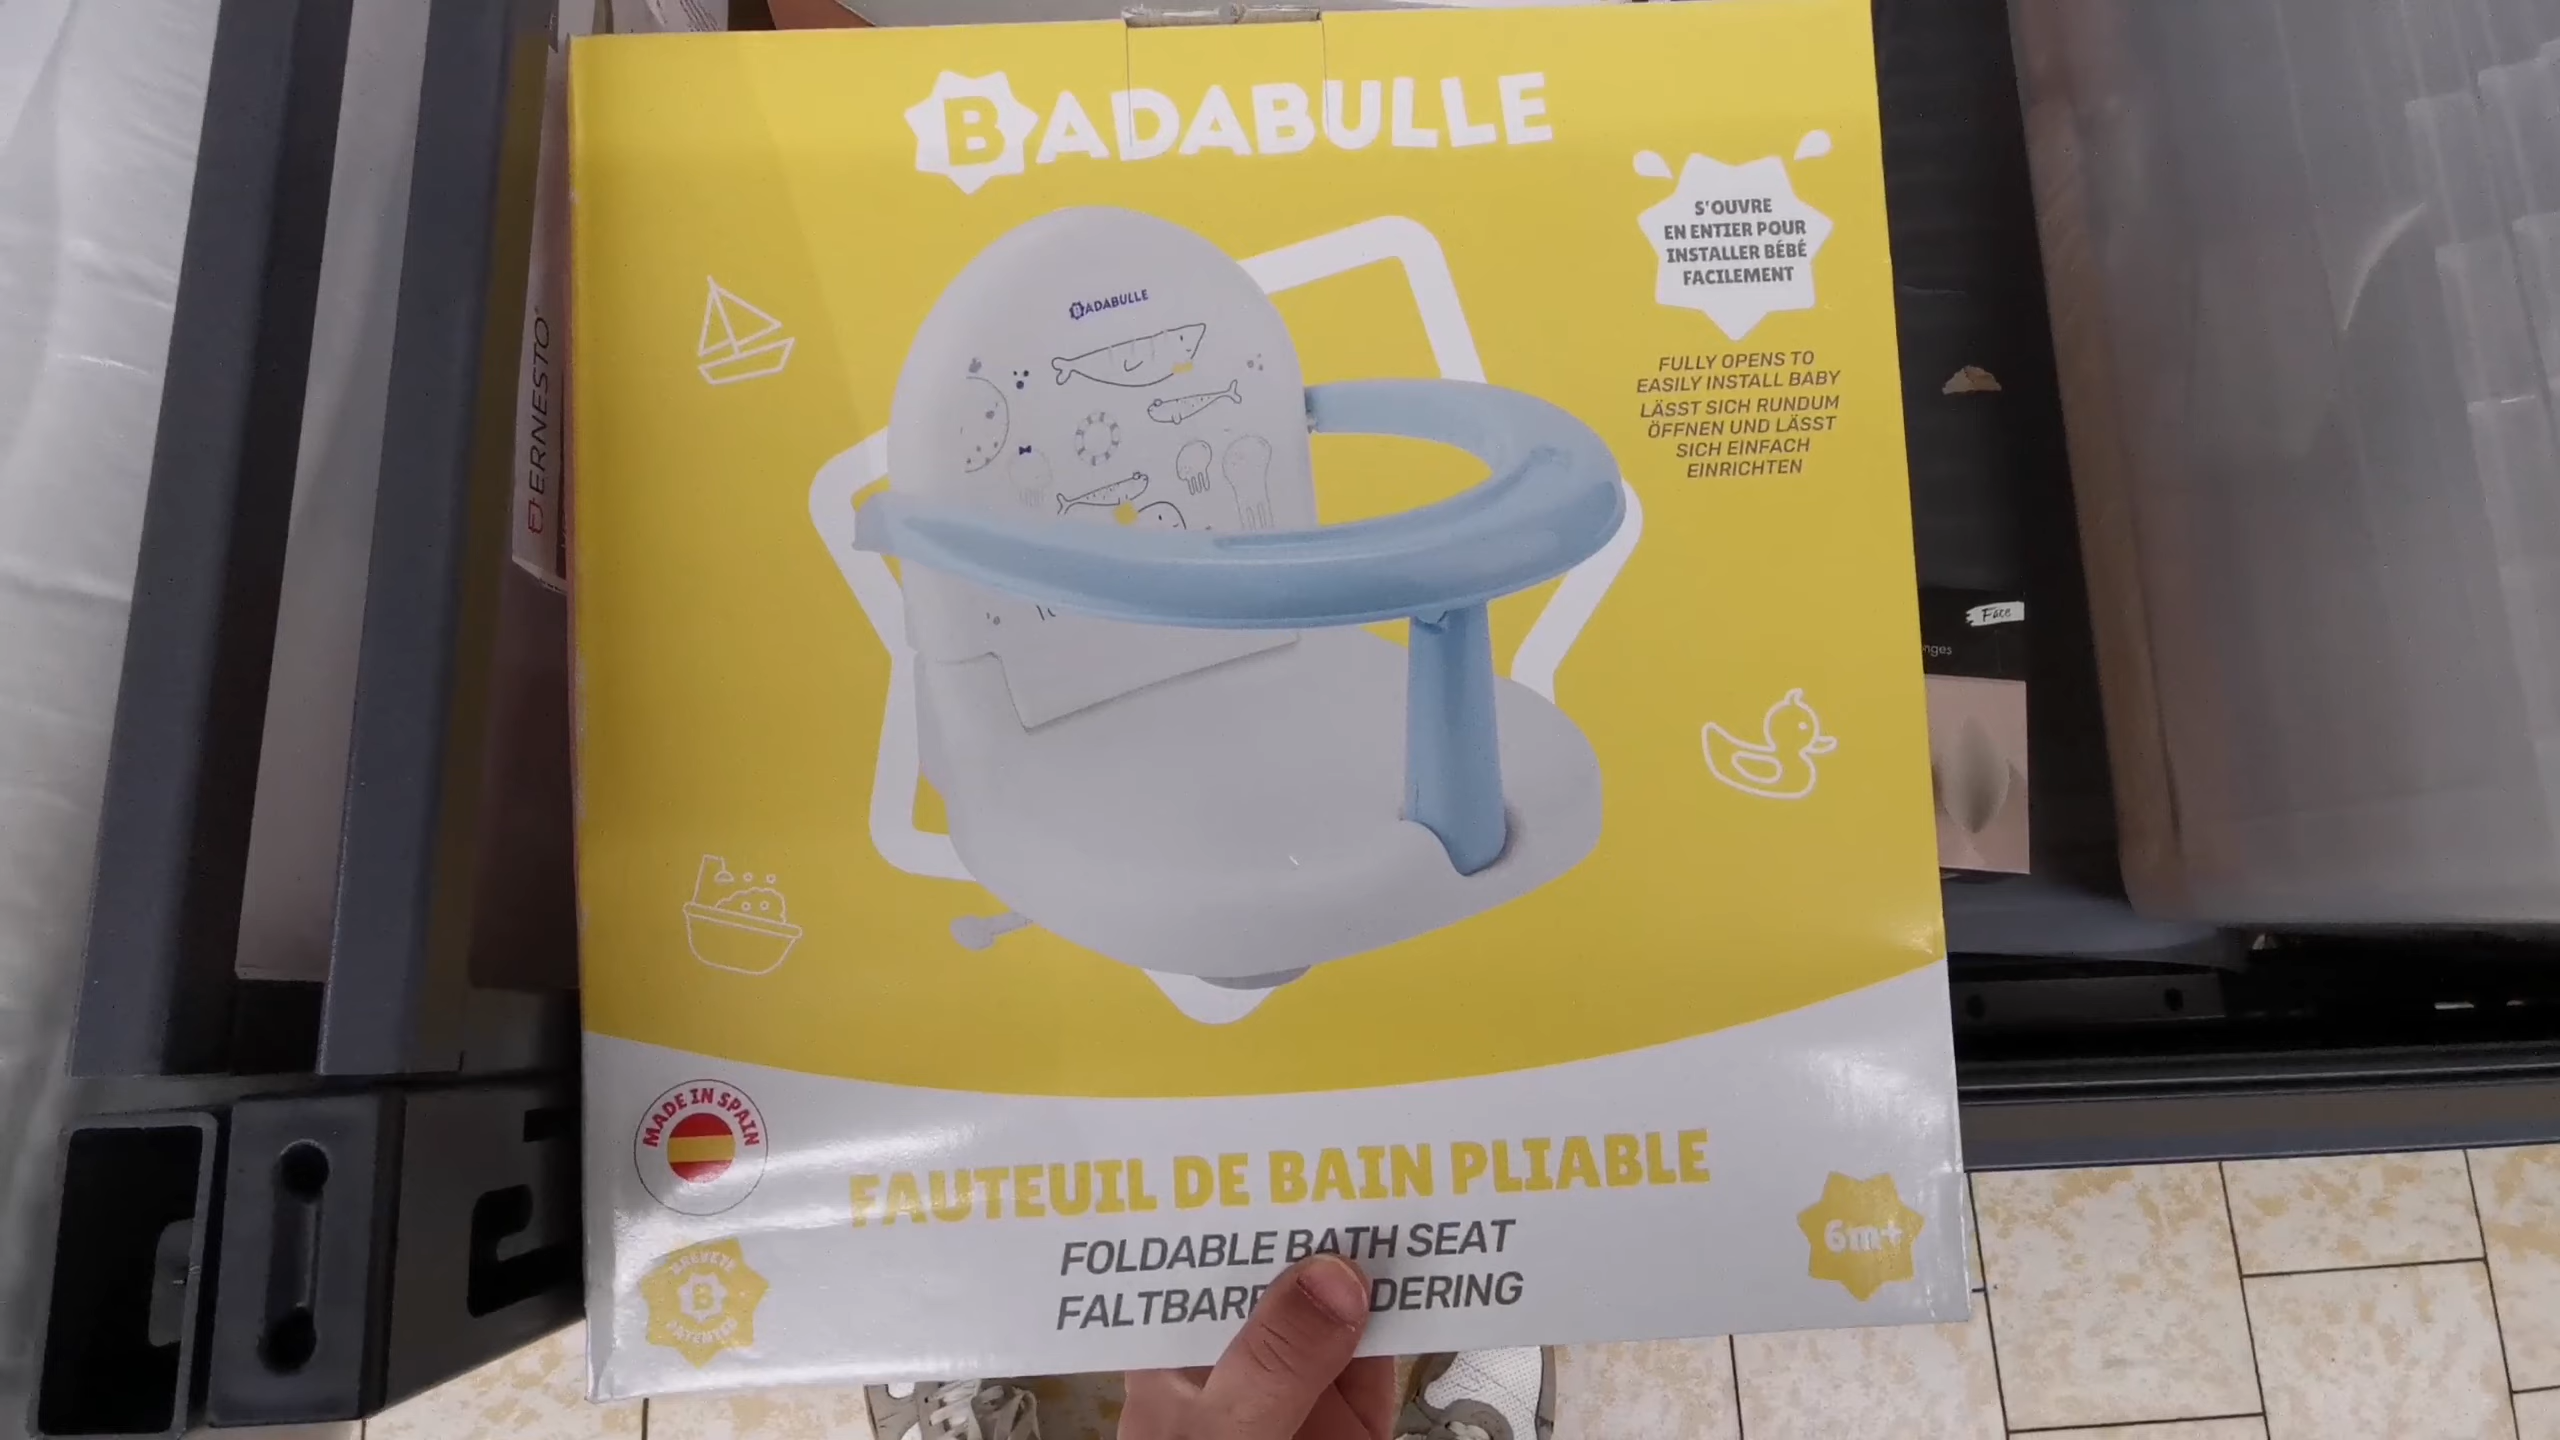 BADABULLE
S'OUVRE
EN ENTIER POUR
INSTALLER BÉBÉ
FACILEMENT
FULLY OPENS TO
EASILY INSTALL BABY
LÄSST SICH RUNDUM
ÖFFNEN UND LÄSST
SICH EINFACH
EINRICHTEN
BADABULLE
ERNESTO
Face
MADE IN SPAIN
FAUTEUIL DE BAIN PLIABLE
FOLDABLE BATH SEAT
6m+
BREVETÉ
B
PATENTED